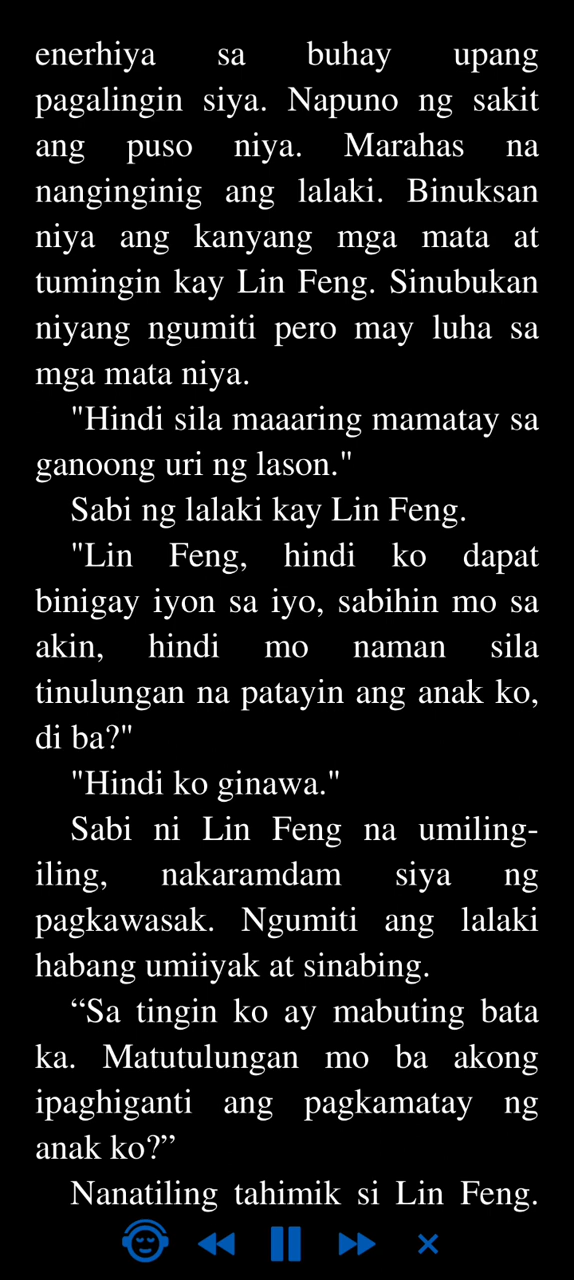 enerhiya sa buhay upang
pagalingin siya. Napuno ng sakit
ang puso niya. Marahas na
nanginginig ang lalaki. Binuksan
niya ang kanyang mga mata at
tumingin kay Lin Feng. Sinubukan
niyang ngumiti pero may luha sa
mga mata niya.
"Hindi sila maaaring mamatay sa
ganoong uri ng lason."
Sabi ng lalaki kay Lin Feng.
"Lin Feng, hindi ko dapat
binigay iyon sa iyo, sabihin mo sa
akin, hindi mo naman sila
tinulungan na patayin ang anak ko,
di ba?"
"Hindi ko ginawa."
Sabi ni Lin Feng na umiling-
iling, nakaramdam siya ng
pagkawasak. Ngumiti ang lalaki
habang umiiyak at sinabing.
“Sa tingin ko ay mabuting bata
ka. Matutulungan mo ba akong
ipaghiganti ang pagkamatay ng
anak ko?”
Nanatiling tahimik si Lin Feng.